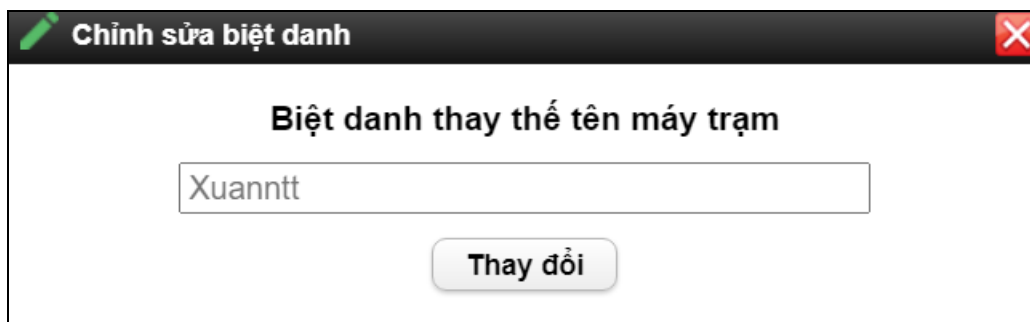 Chỉnh sửa biệt danh
Biệt danh thay thế tên máy trạm
Xuanntt
Thay đổi